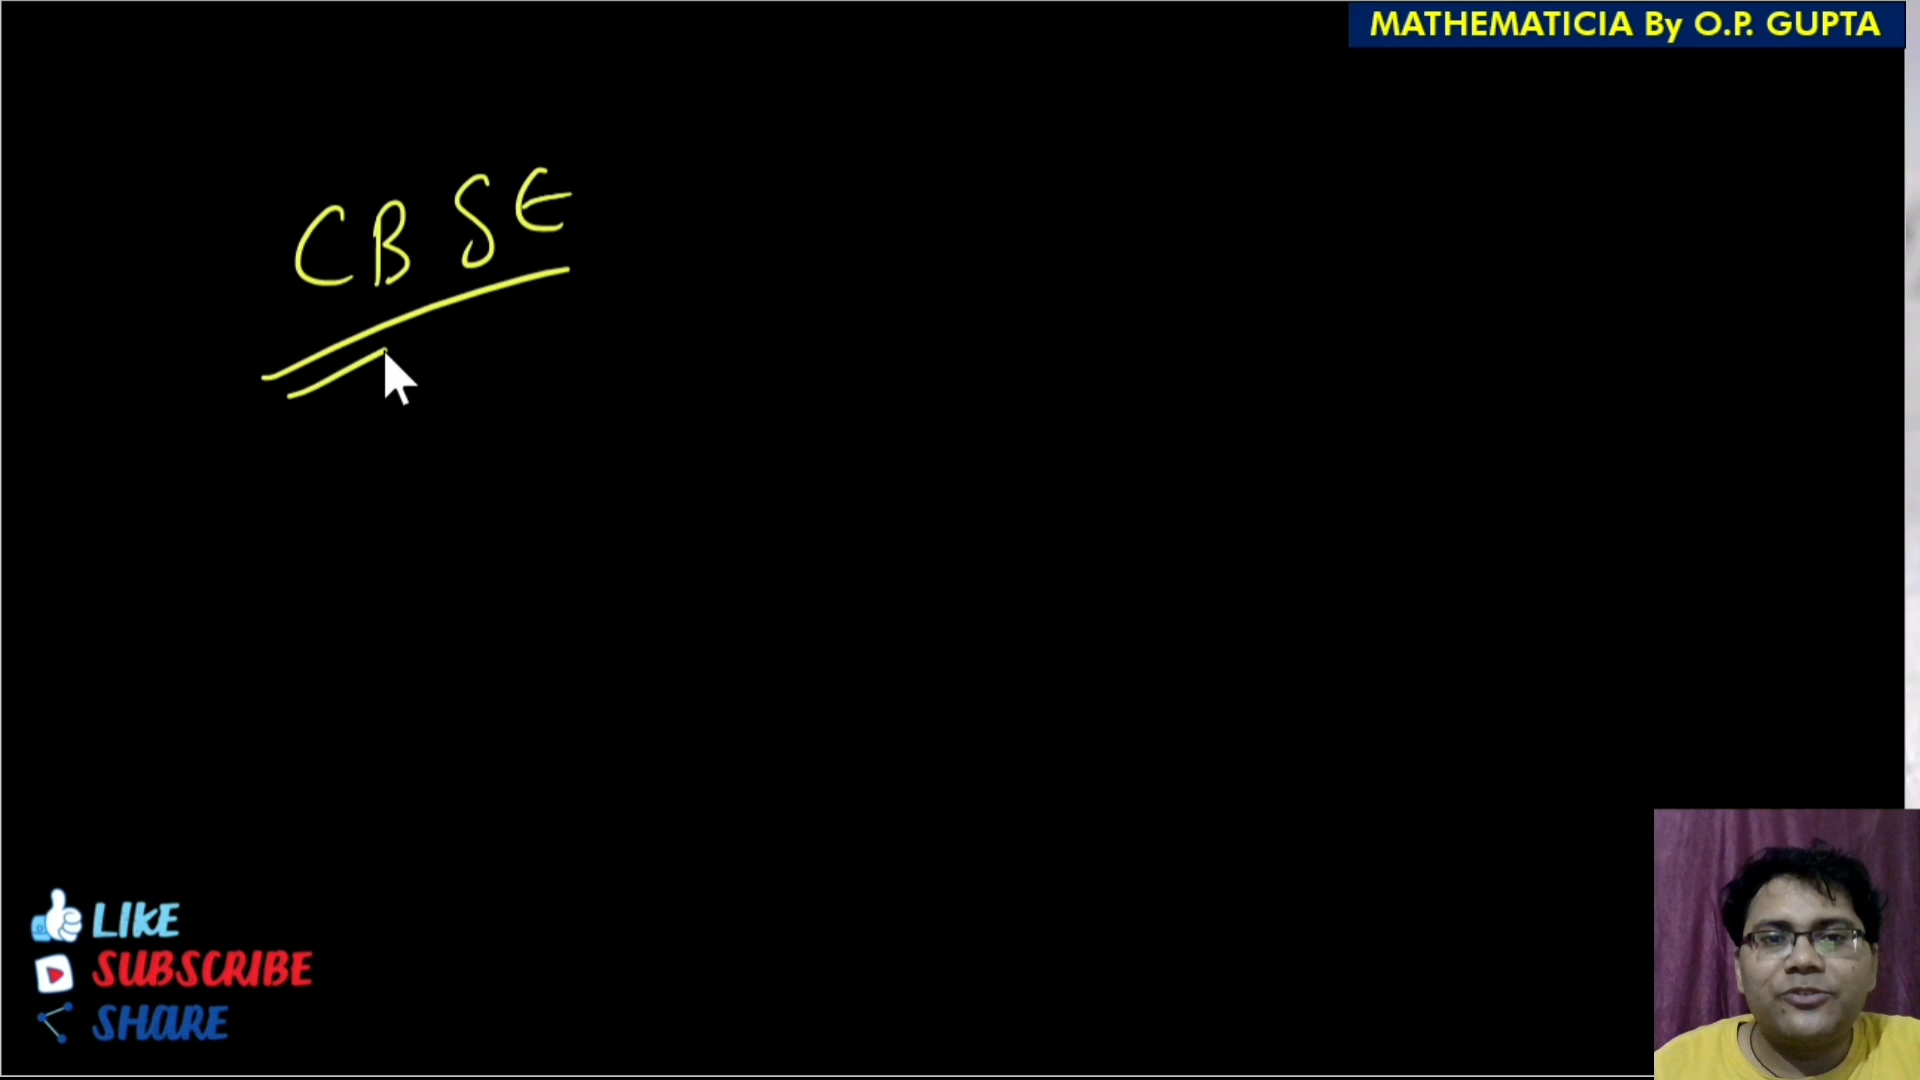 MATHEMATICIA By O.P. GUPTA
CBSE
LIKE
SUBSCRIBE
SHARE